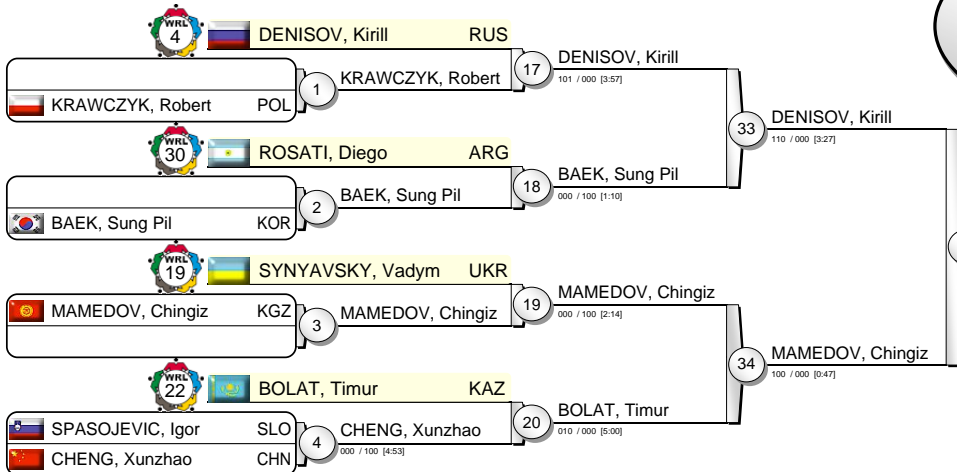 WRL
4
DENISOV, Kirill RUS
KRAWCZYK, Robert POL
1
KRAWCZYK, Robert
17
DENISOV, Kirill
101 / 000 [3:57]
WRL
30
ROSATI, Diego ARG
BAEK, Sung Pil KOR
2
BAEK, Sung Pil
18
BAEK, Sung Pil
000 / 100 [1:10]
33
DENISOV, Kirill
110 / 000 [3:27]
WRL
19
SYNYAVSKY, Vadym UKR
MAMEDOV, Chingiz KGZ
3
MAMEDOV, Chingiz
19
MAMEDOV, Chingiz
000 / 100 [2:14]
WRL
22
BOLAT, Timur KAZ
SPASOJEVIC, Igor SLO
CHENG, Xunzhao CHN
4
CHENG, Xunzhao
000 / 100 [4:53]
20
BOLAT, Timur
010 / 000 [5:00]
34
MAMEDOV, Chingiz
100 / 000 [0:47]